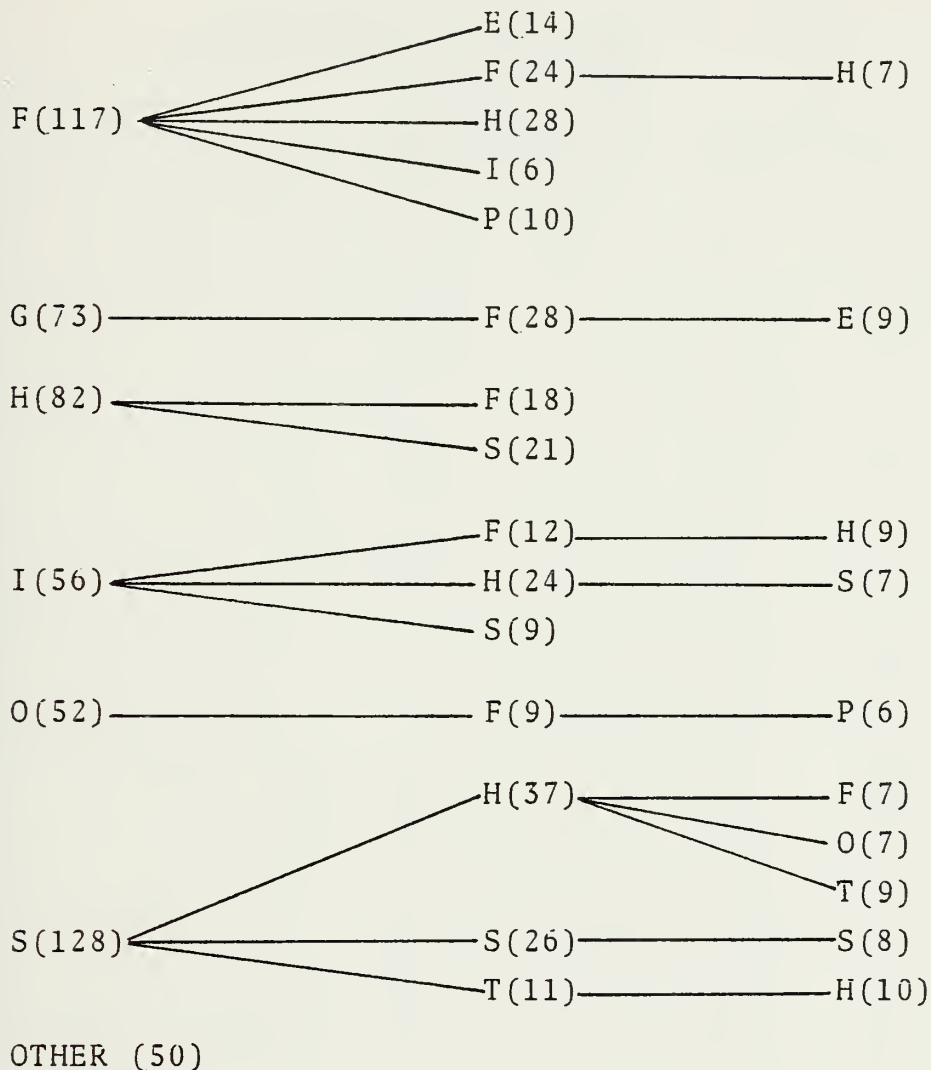 E(14)
F(24) H(7)
F(117) H(28)
I(6)
P(10)
G(73) F(28) E(9)
H(82) F(18)
S(21)
F(12) H(9)
I(56) H(24) S(7)
S(9)
O(52) F(9) P(6)
H(37) F(7)
O(7)
T(9)
S(128) S(26) S(8)
T(11) H(10)
OTHER (50)